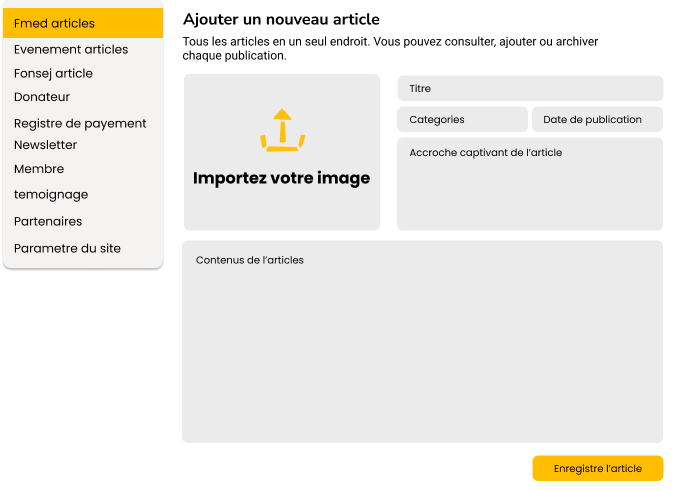 Fmed articles
Evenement articles
Fonsej article
Donateur
Registre de payement
Newsletter
Membre
temoignage
Partenaires
Parametre du site
Ajouter un nouveau article
Tous les articles en un seul endroit. Vous pouvez consulter, ajouter ou archiver
chaque publication.
Importez votre image
Titre
Categories
Date de publication
Accroche captivant de l’article
Contenus de l’articles
Enregistre l’article